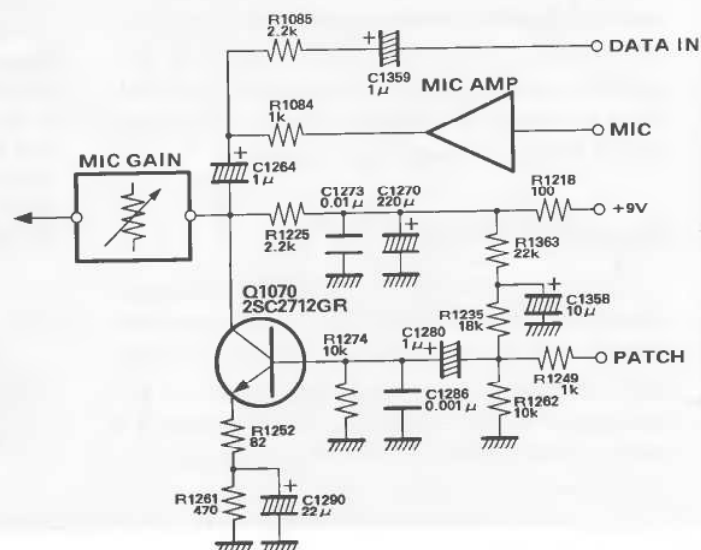 R1085
2.2k
+
C1359
1μ
DATA IN
MIC AMP
R1084
1k
MIC
MIC GAIN
+
C1264
1μ
C1273
0.01μ
C1270
220μ
R1218
100
+9V
R1225
2.2k
+
R1363
22k
Q1070
2SC2712GR
R1235
18k
+
C1358
10μ
R1274
10k
C1280
1μ
+
PATCH
R1249
1k
C1286
0.001μ
R1262
10k
R1252
82
R1261
470
+
C1290
22μ